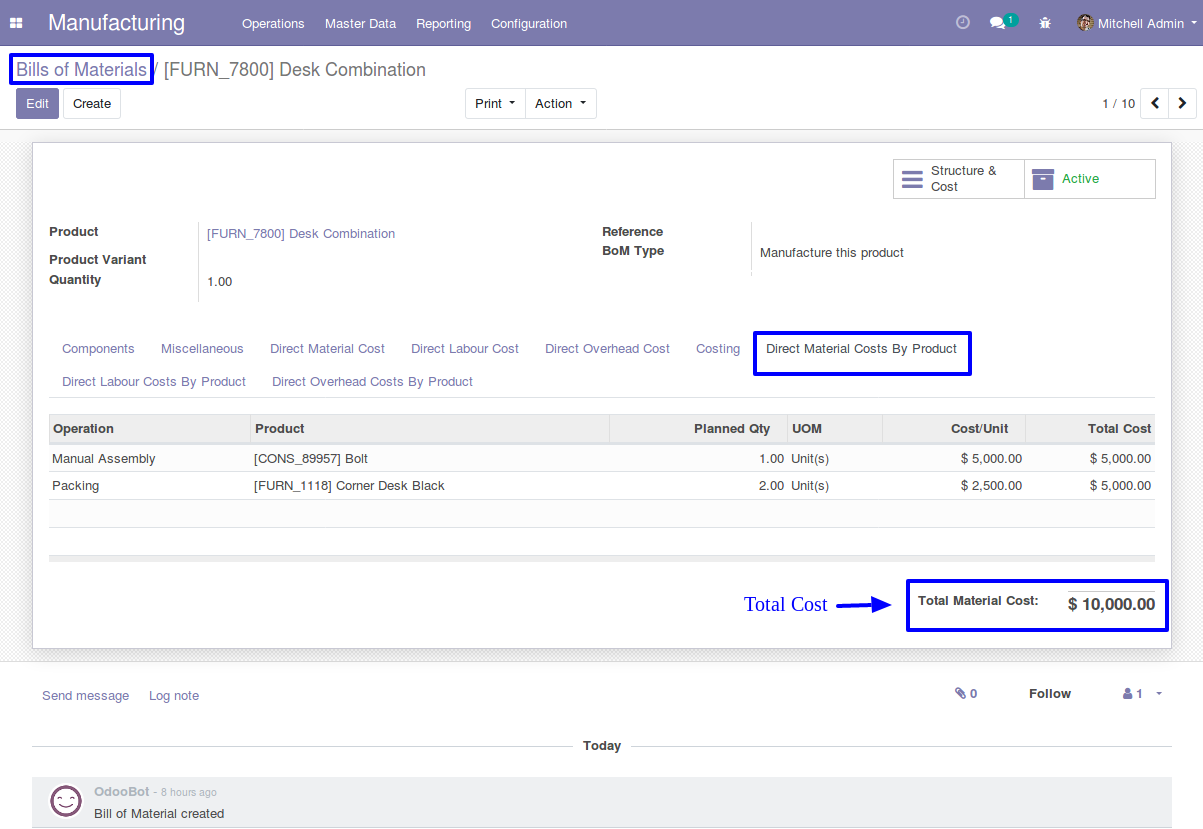 Manufacturing Operations Master Data Reporting Configuration 1 Mitchell Admin
Bills of Materials / [FURN_7800] Desk Combination
Edit Create Print Action 1 / 10
Structure & Cost
Active
Product [FURN_7800] Desk Combination Reference
Product Variant BoM Type Manufacture this product
Quantity 1.00
Components Miscellaneous Direct Material Cost Direct Labour Cost Direct Overhead Cost Costing Direct Material Costs By Product
Direct Labour Costs By Product Direct Overhead Costs By Product
Operation Product Planned Qty UOM Cost/Unit Total Cost
Manual Assembly [CONS_89957] Bolt 1.00 Unit(s) $ 5,000.00 $ 5,000.00
Packing [FURN_1118] Corner Desk Black 2.00 Unit(s) $ 2,500.00 $ 5,000.00
Total Cost Total Material Cost: $ 10,000.00
Send message Log note 0 Follow 1
Today
OdooBot - 8 hours ago
Bill of Material created